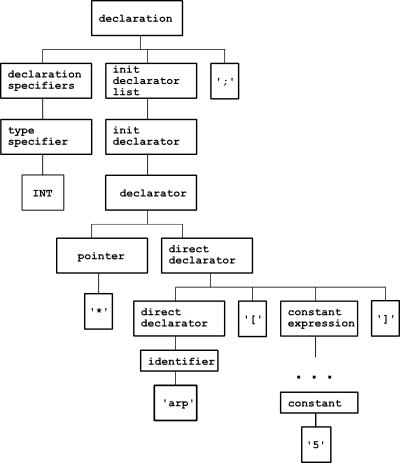 declaration
declaration
specifiers
init
declarator
list
';'
type
specifier
init
declarator
INT
declarator
pointer
direct
declarator
'*'
direct
declarator
'['
constant
expression
']'
identifier
. . .
'arp'
constant
'5'